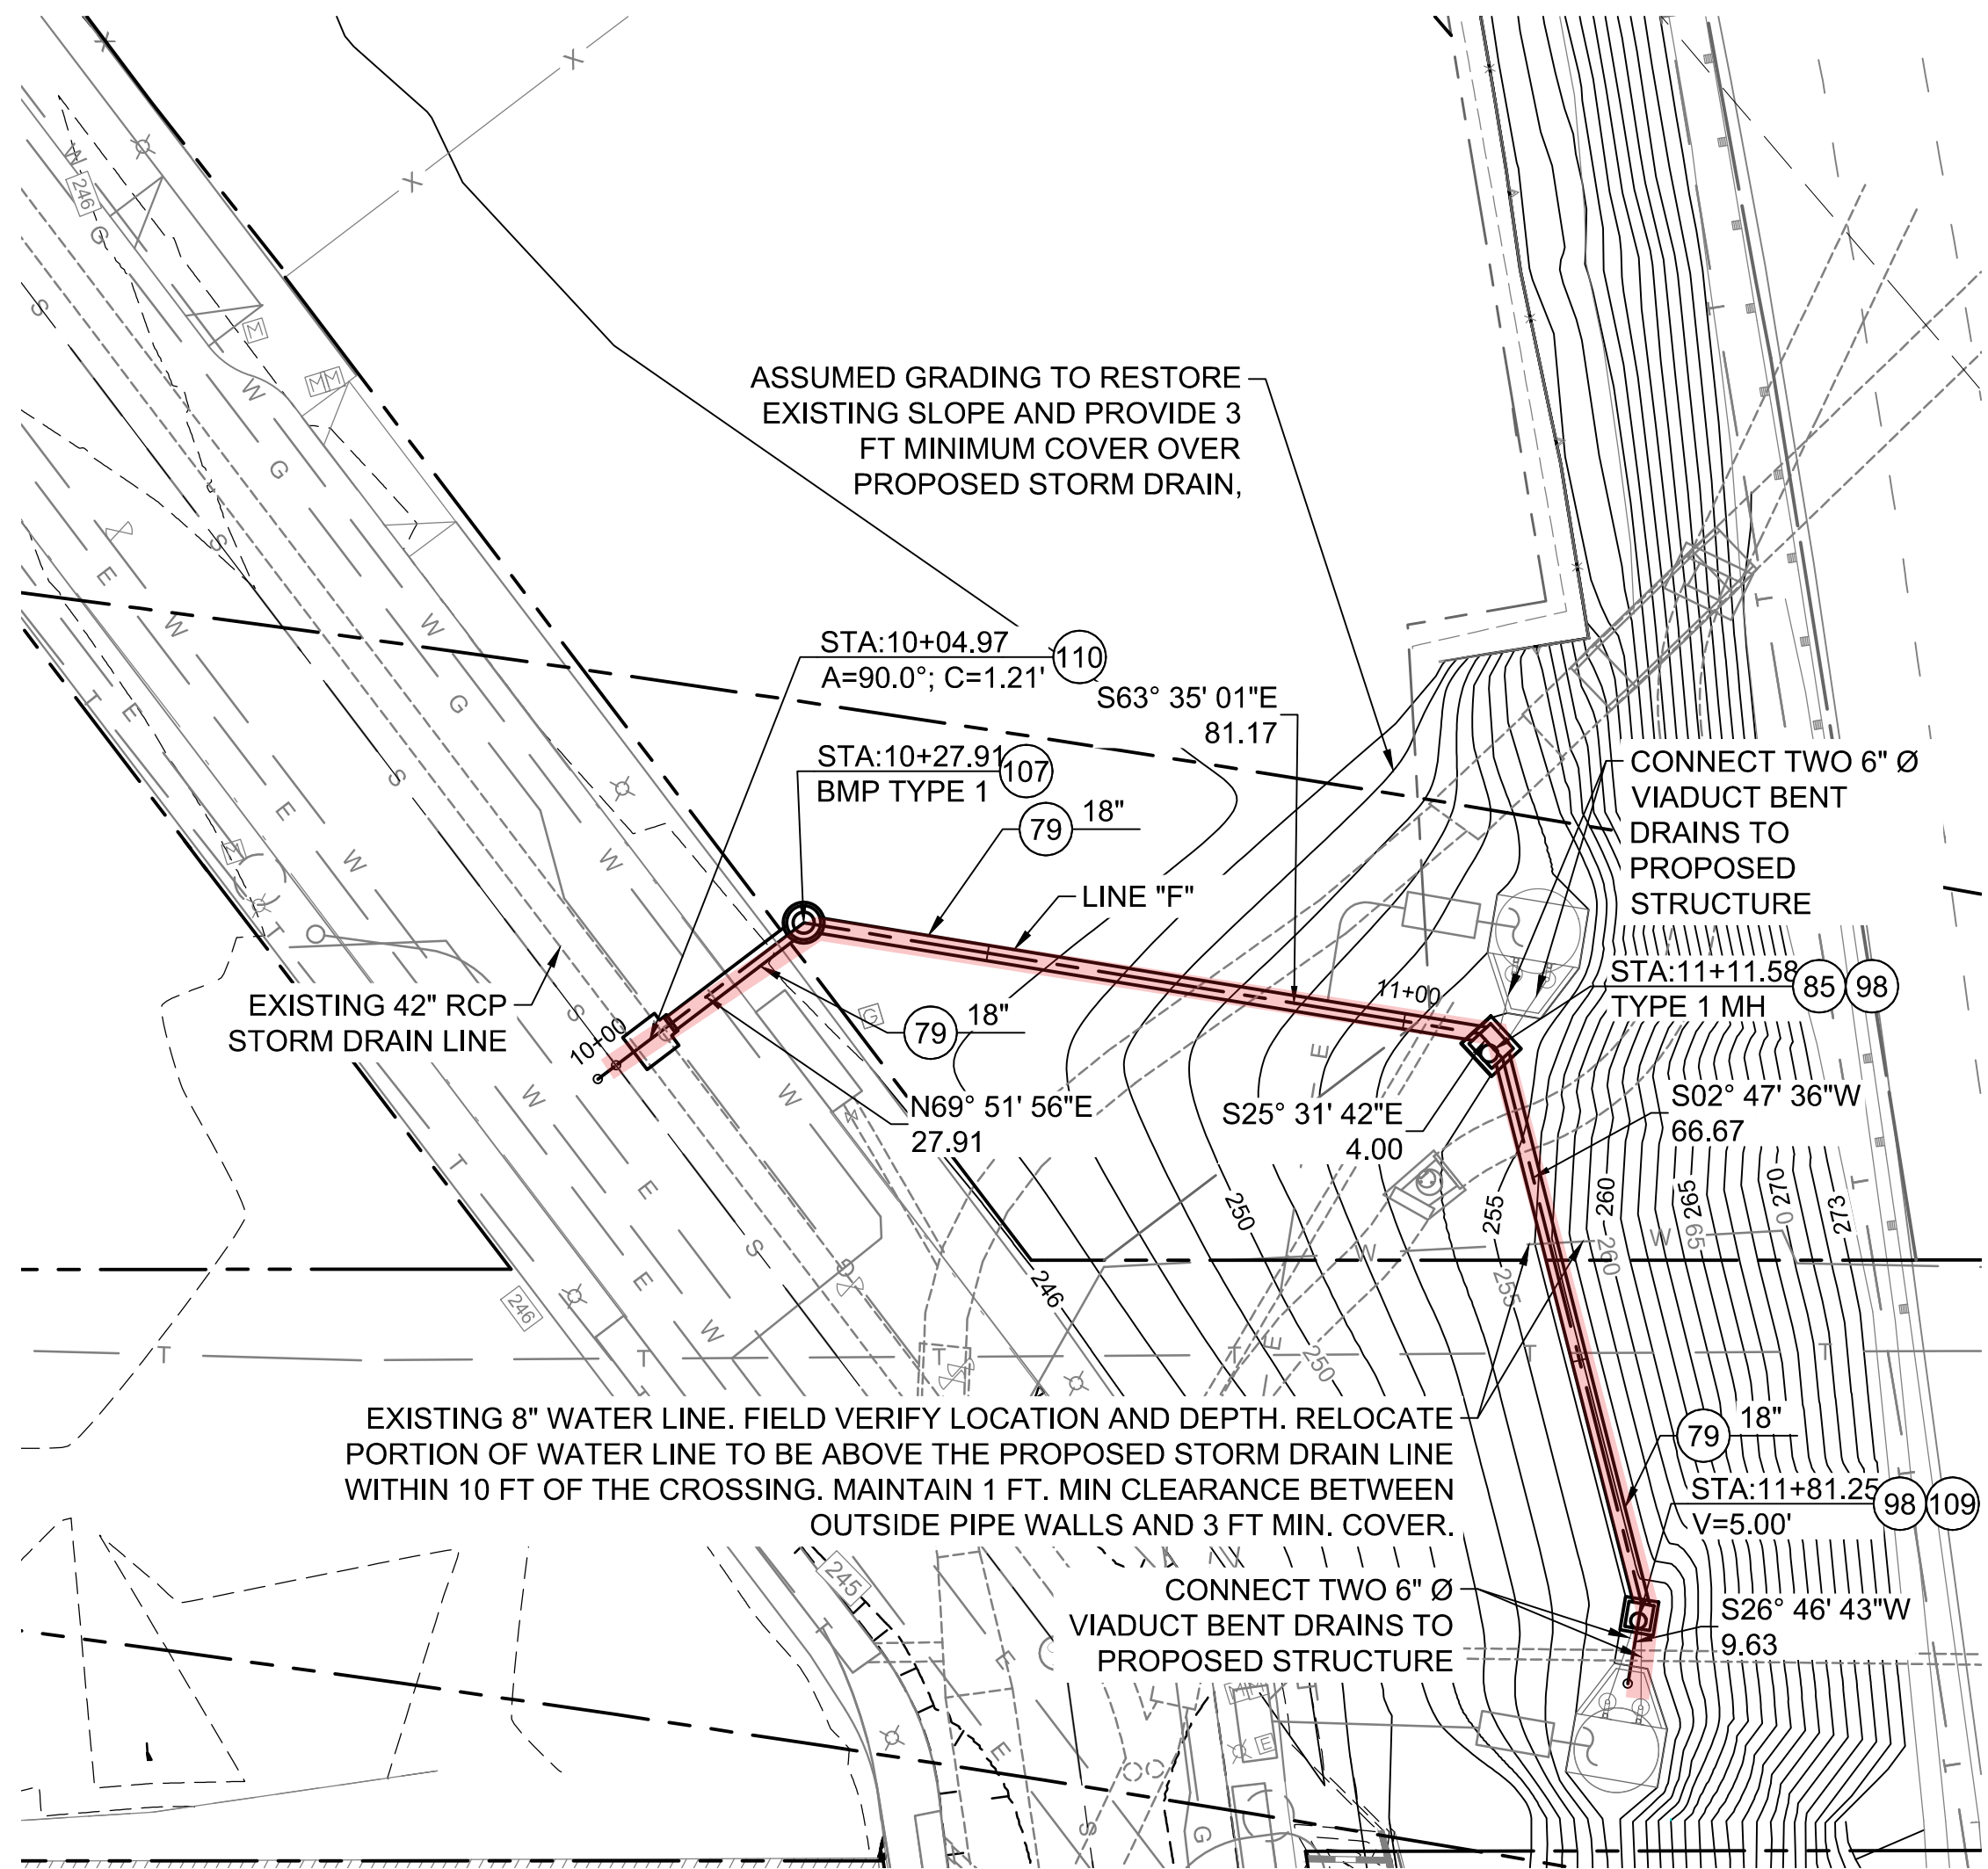 ASSUMED GRADING TO RESTORE
EXISTING SLOPE AND PROVIDE 3
FT MINIMUM COVER OVER
PROPOSED STORM DRAIN,
STA:10+04.97
A=90.0°; C=1.21'
110
S63° 35' 01"E
81.17
STA:10+27.91
BMP TYPE 1
107
79
18"
LINE "F"
CONNECT TWO 6" Ø
VIADUCT BENT
DRAINS TO
PROPOSED
STRUCTURE
STA:11+11.58
TYPE 1 MH
85
98
11+00
EXISTING 42" RCP
STORM DRAIN LINE
10+00
79
18"
N69° 51' 56"E
27.91
S25° 31' 42"E
4.00
S02° 47' 36"W
66.67
250
255
260
265
270
273
246
255
260
65
0
250
246
246
245
EXISTING 8" WATER LINE. FIELD VERIFY LOCATION AND DEPTH. RELOCATE
PORTION OF WATER LINE TO BE ABOVE THE PROPOSED STORM DRAIN LINE
WITHIN 10 FT OF THE CROSSING. MAINTAIN 1 FT. MIN CLEARANCE BETWEEN
OUTSIDE PIPE WALLS AND 3 FT MIN. COVER.
79
18"
STA:11+81.25
V=5.00'
98
109
CONNECT TWO 6" Ø
VIADUCT BENT DRAINS TO
PROPOSED STRUCTURE
S26° 46' 43"W
9.63